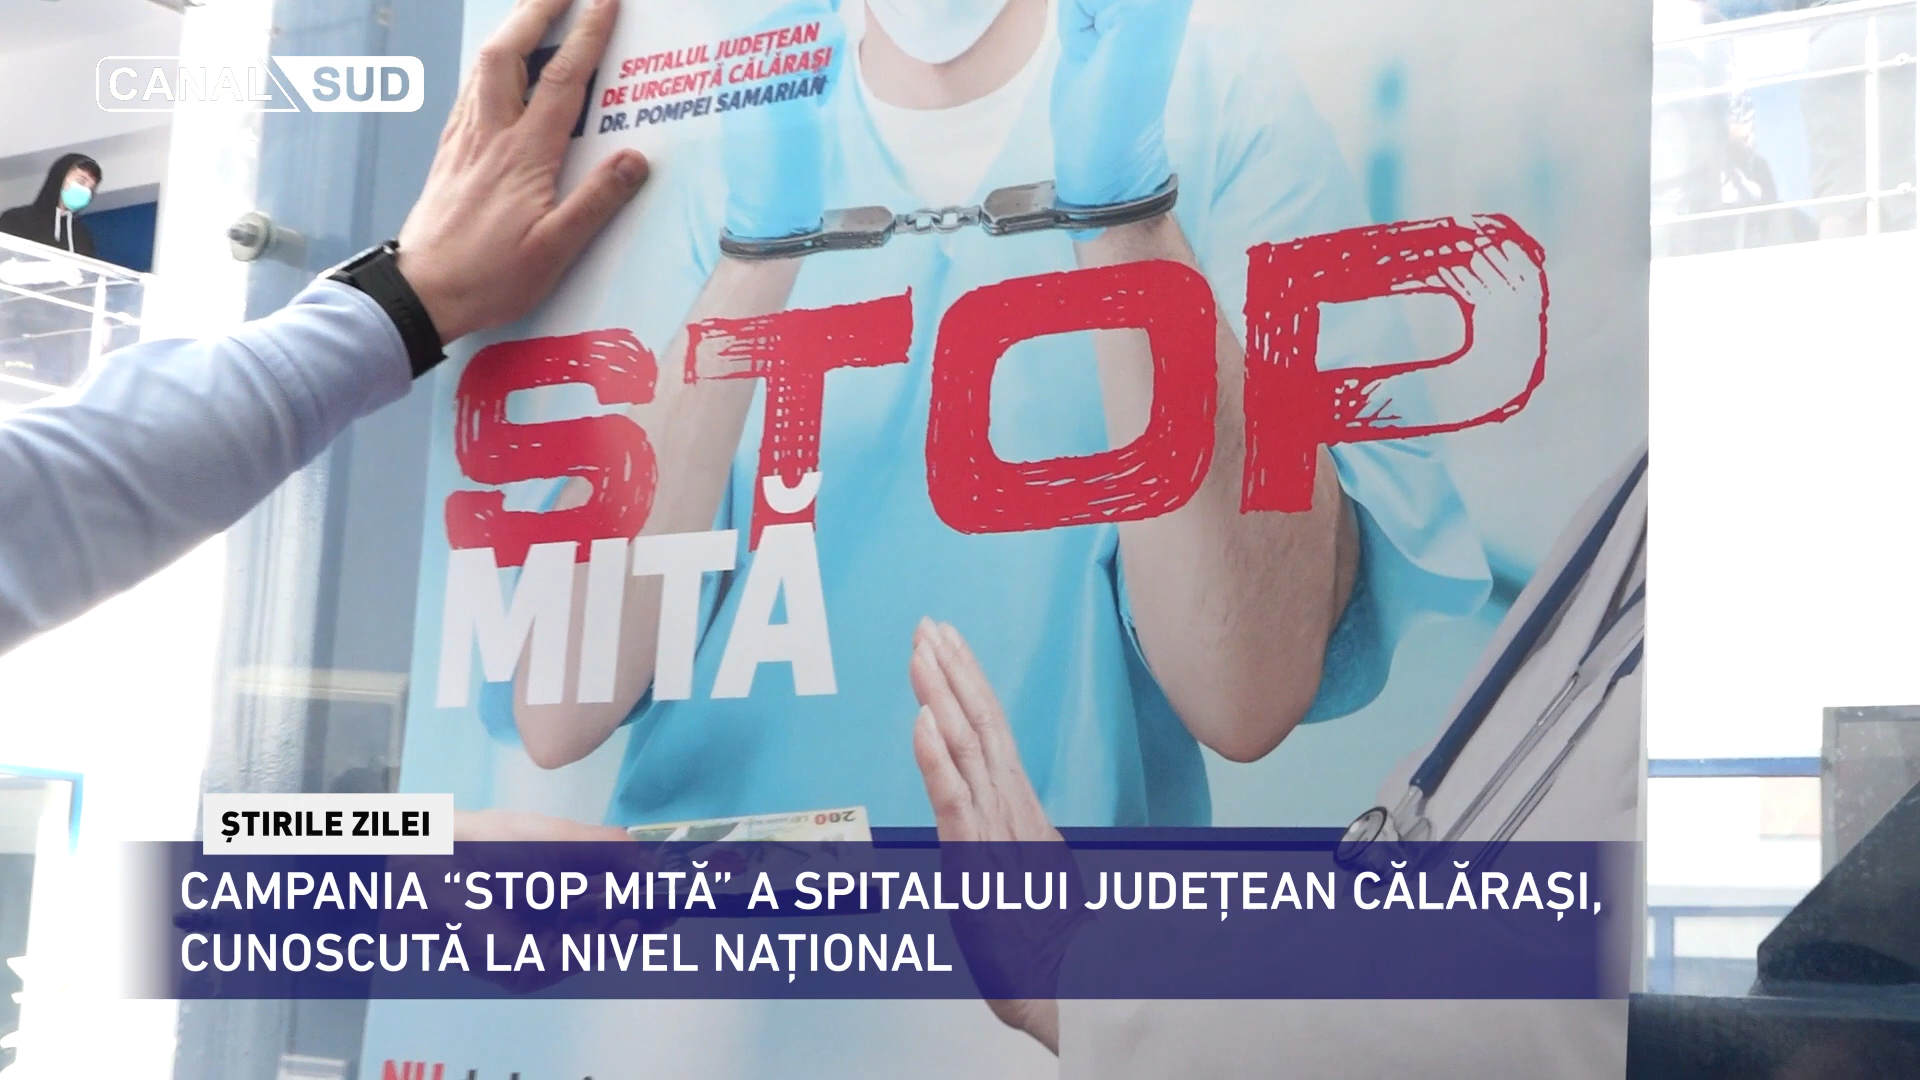 CANAL SUD
SPITALUL JUDEȚEAN
DE URGENȚĂ CĂLĂRAȘI
DR. POMPEI SAMARIAN
STOP
MITĂ
200
ȘTIRILE ZILEI
CAMPANIA “STOP MITĂ” A SPITALULUI JUDEȚEAN CĂLĂRAȘI,
CUNOSCUTĂ LA NIVEL NAȚIONAL
NU